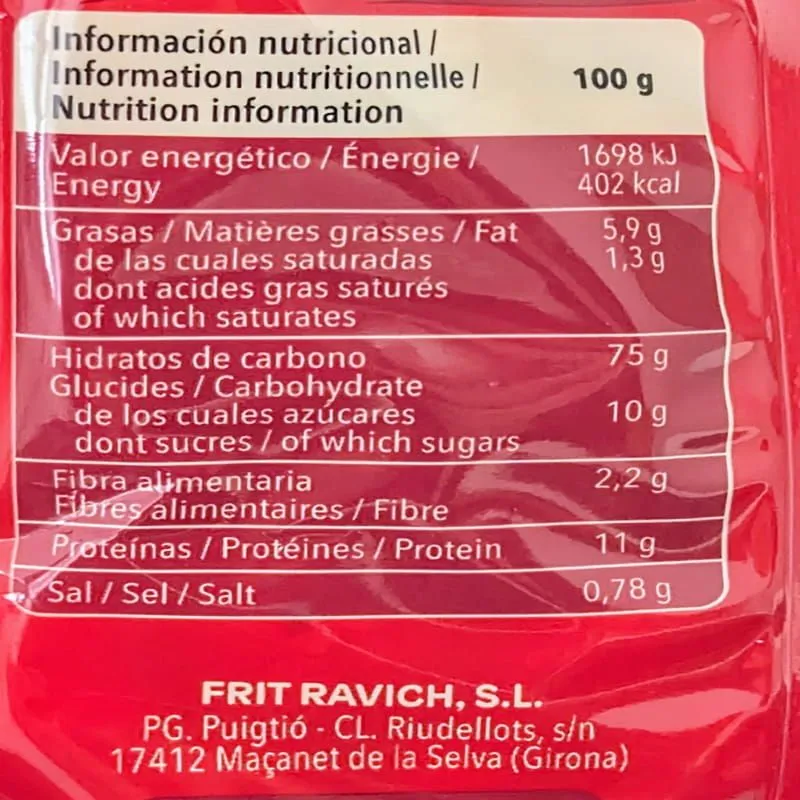 Información nutricional /
Information nutritionnelle /
Nutrition information
100 g
Valor energético / Énergie /
Energy
1698 kJ
402 kcal
Grasas / Matières grasses / Fat
5,9 g
de las cuales saturadas
1,3 g
dont acides gras saturés
of which saturates
Hidratos de carbono
75 g
Glucides / Carbohydrate
de los cuales azúcares
10 g
dont sucres / of which sugars
Fibra alimentaria
2,2 g
Fibres alimentaires / Fibre
Proteínas / Protéines / Protein
11 g
Sal / Sel / Salt
0,78 g
FRIT RAVICH, S.L.
PG. Puigtió - CL. Riudellots, s/n
17412 Maçanet de la Selva (Girona)